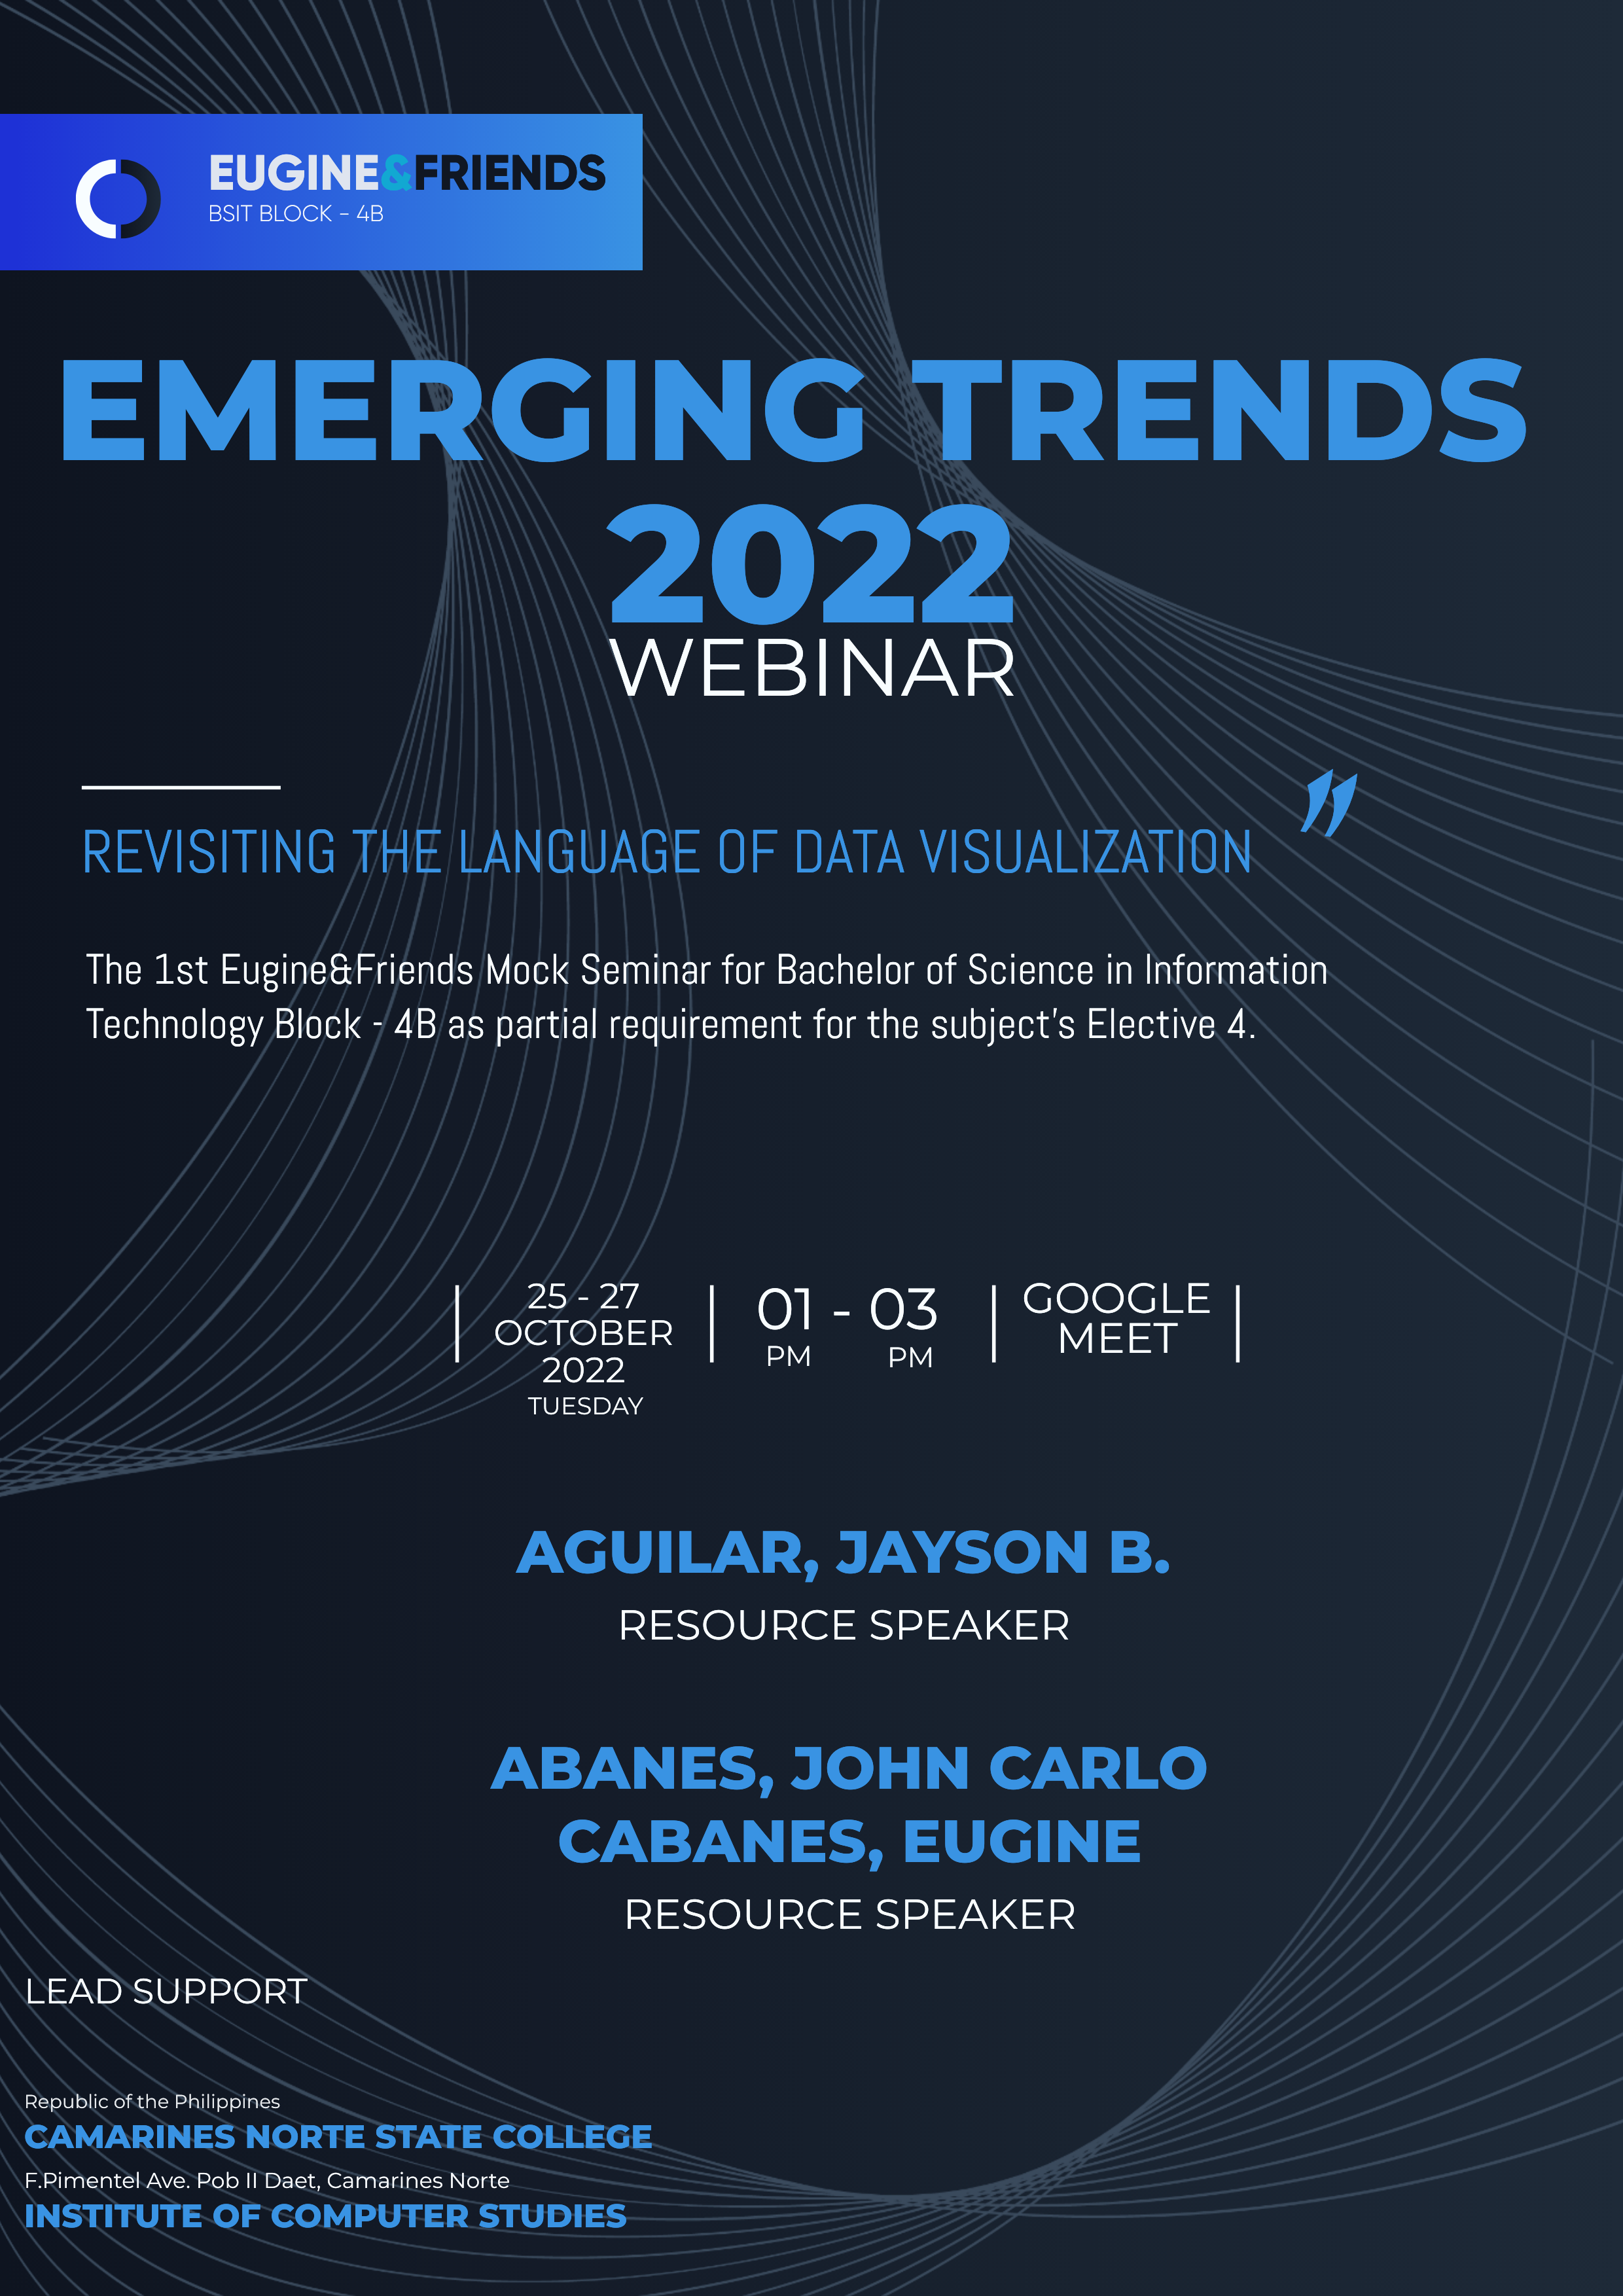 EUGINE&FRIENDS
BSIT BLOCK - 4B
EMERGING TRENDS
2022
WEBINAR
"
REVISITING THE LANGUAGE OF DATA VISUALIZATION
The 1st Eugine&Friends Mock Seminar for Bachelor of Science in Information
Technology Block - 4B as partial requirement for the subject's Elective 4.
25 - 27
OCTOBER
2022
TUESDAY
01 - 03
PM PM
GOOGLE
MEET
AGUILAR, JAYSON B.
RESOURCE SPEAKER
ABANES, JOHN CARLO
CABANES, EUGINE
RESOURCE SPEAKER
LEAD SUPPORT
Republic of the Philippines
CAMARINES NORTE STATE COLLEGE
F.Pimentel Ave. Pob II Daet, Camarines Norte
INSTITUTE OF COMPUTER STUDIES